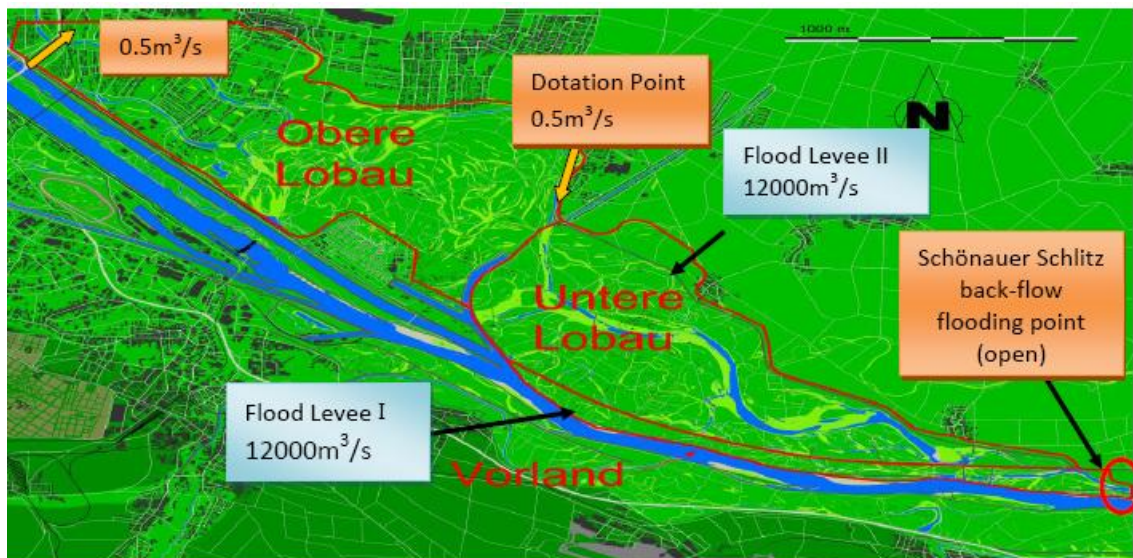 0.5m³/s
1000 m
Dotation Point
0.5m³/s
Obere
Lobau
N
Flood Levee II
12000m³/s
Schönauer Schlitz
back-flow
flooding point
(open)
Untere
Lobau
Flood Levee I
12000m³/s
Vorland